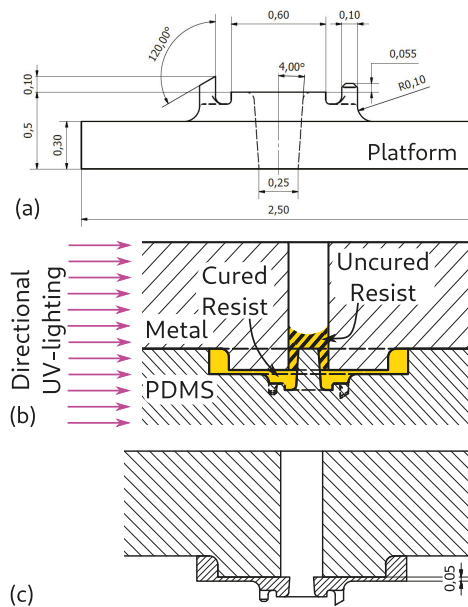 0,60
0,10
120,00°
4,00°
0,055
0,10
R0,10
0,5
0,30
Platform
0,25
(a)
2,50
Directional
UV-lighting
Cured
Resist
Uncured
Resist
Metal
PDMS
(b)
0,05
(c)